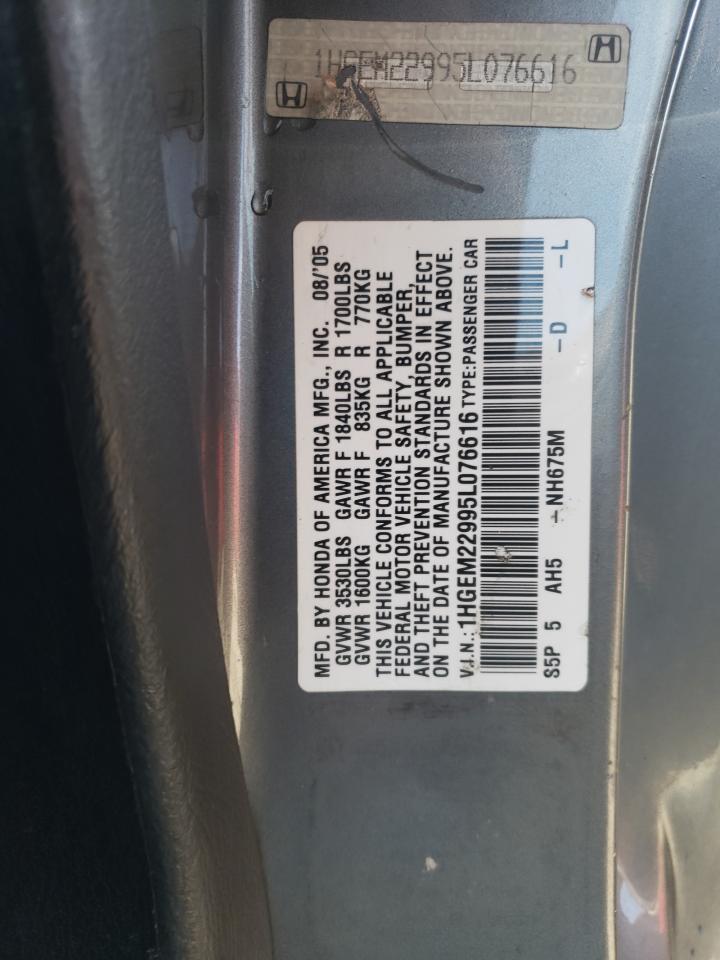 1HGEM22995L076616
MFD. BY HONDA OF AMERICA MFG., INC. 08/'05
GVWR 3530LBS GAWR F 1840LBS R 1700LBS
GVWR 1600KG GAWR F 835KG R 770KG
THIS VEHICLE CONFORMS TO ALL APPLICABLE
FEDERAL MOTOR VEHICLE SAFETY, BUMPER,
AND THEFT PREVENTION STANDARDS IN EFFECT
ON THE DATE OF MANUFACTURE SHOWN ABOVE.
V.I.N.: 1HGEM22995L076616 TYPE:PASSENGER CAR
S5P 5 AH5 - NH675M -D -L